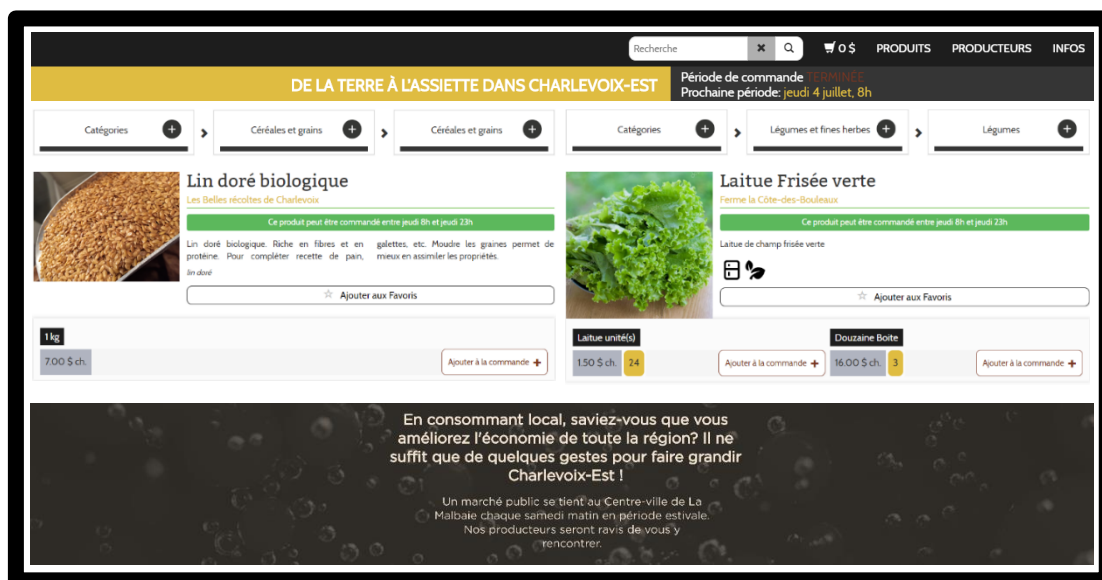 Recherche
0 $ PRODUITS PRODUCTEURS INFOS
DE LA TERRE À L'ASSIETTE DANS CHARLEVOIX-EST
Période de commande TERMINÉE
Prochaine période: jeudi 4 juillet, 8h
Catégories
Céréales et grains
Céréales et grains
Lin doré biologique
Les Belles récoltes de Charlevoix
Ce produit peut être commandé entre jeudi 8h et jeudi 23h
Lin doré biologique. Riche en fibres et en
protéine. Pour compléter recette de pain,
galettes, etc. Moudre les graines permet de
mieux en assimiler les propriétés.
lin doré
☆ Ajouter aux Favoris
1 kg
7.00 $ ch.
Ajouter à la commande +
Catégories
Légumes et fines herbes
Légumes
Laitue Frisée verte
Ferme la Côte-des-Bouleaux
Ce produit peut être commandé entre jeudi 8h et jeudi 23h
Laitue de champ frisée verte
☆ Ajouter aux Favoris
Laitue unité(s)
1.50 $ ch. 24
Ajouter à la commande +
Douzaine Boite
16.00 $ ch. 3
Ajouter à la commande +
En consommant local, saviez-vous que vous
améliorez l'économie de toute la région? Il ne
suffit que de quelques gestes pour faire grandir
Charlevoix-Est !
Un marché public se tient au Centre-ville de La
Malbaie chaque samedi matin en période estivale.
Nos producteurs seront ravis de vous y
rencontrer.